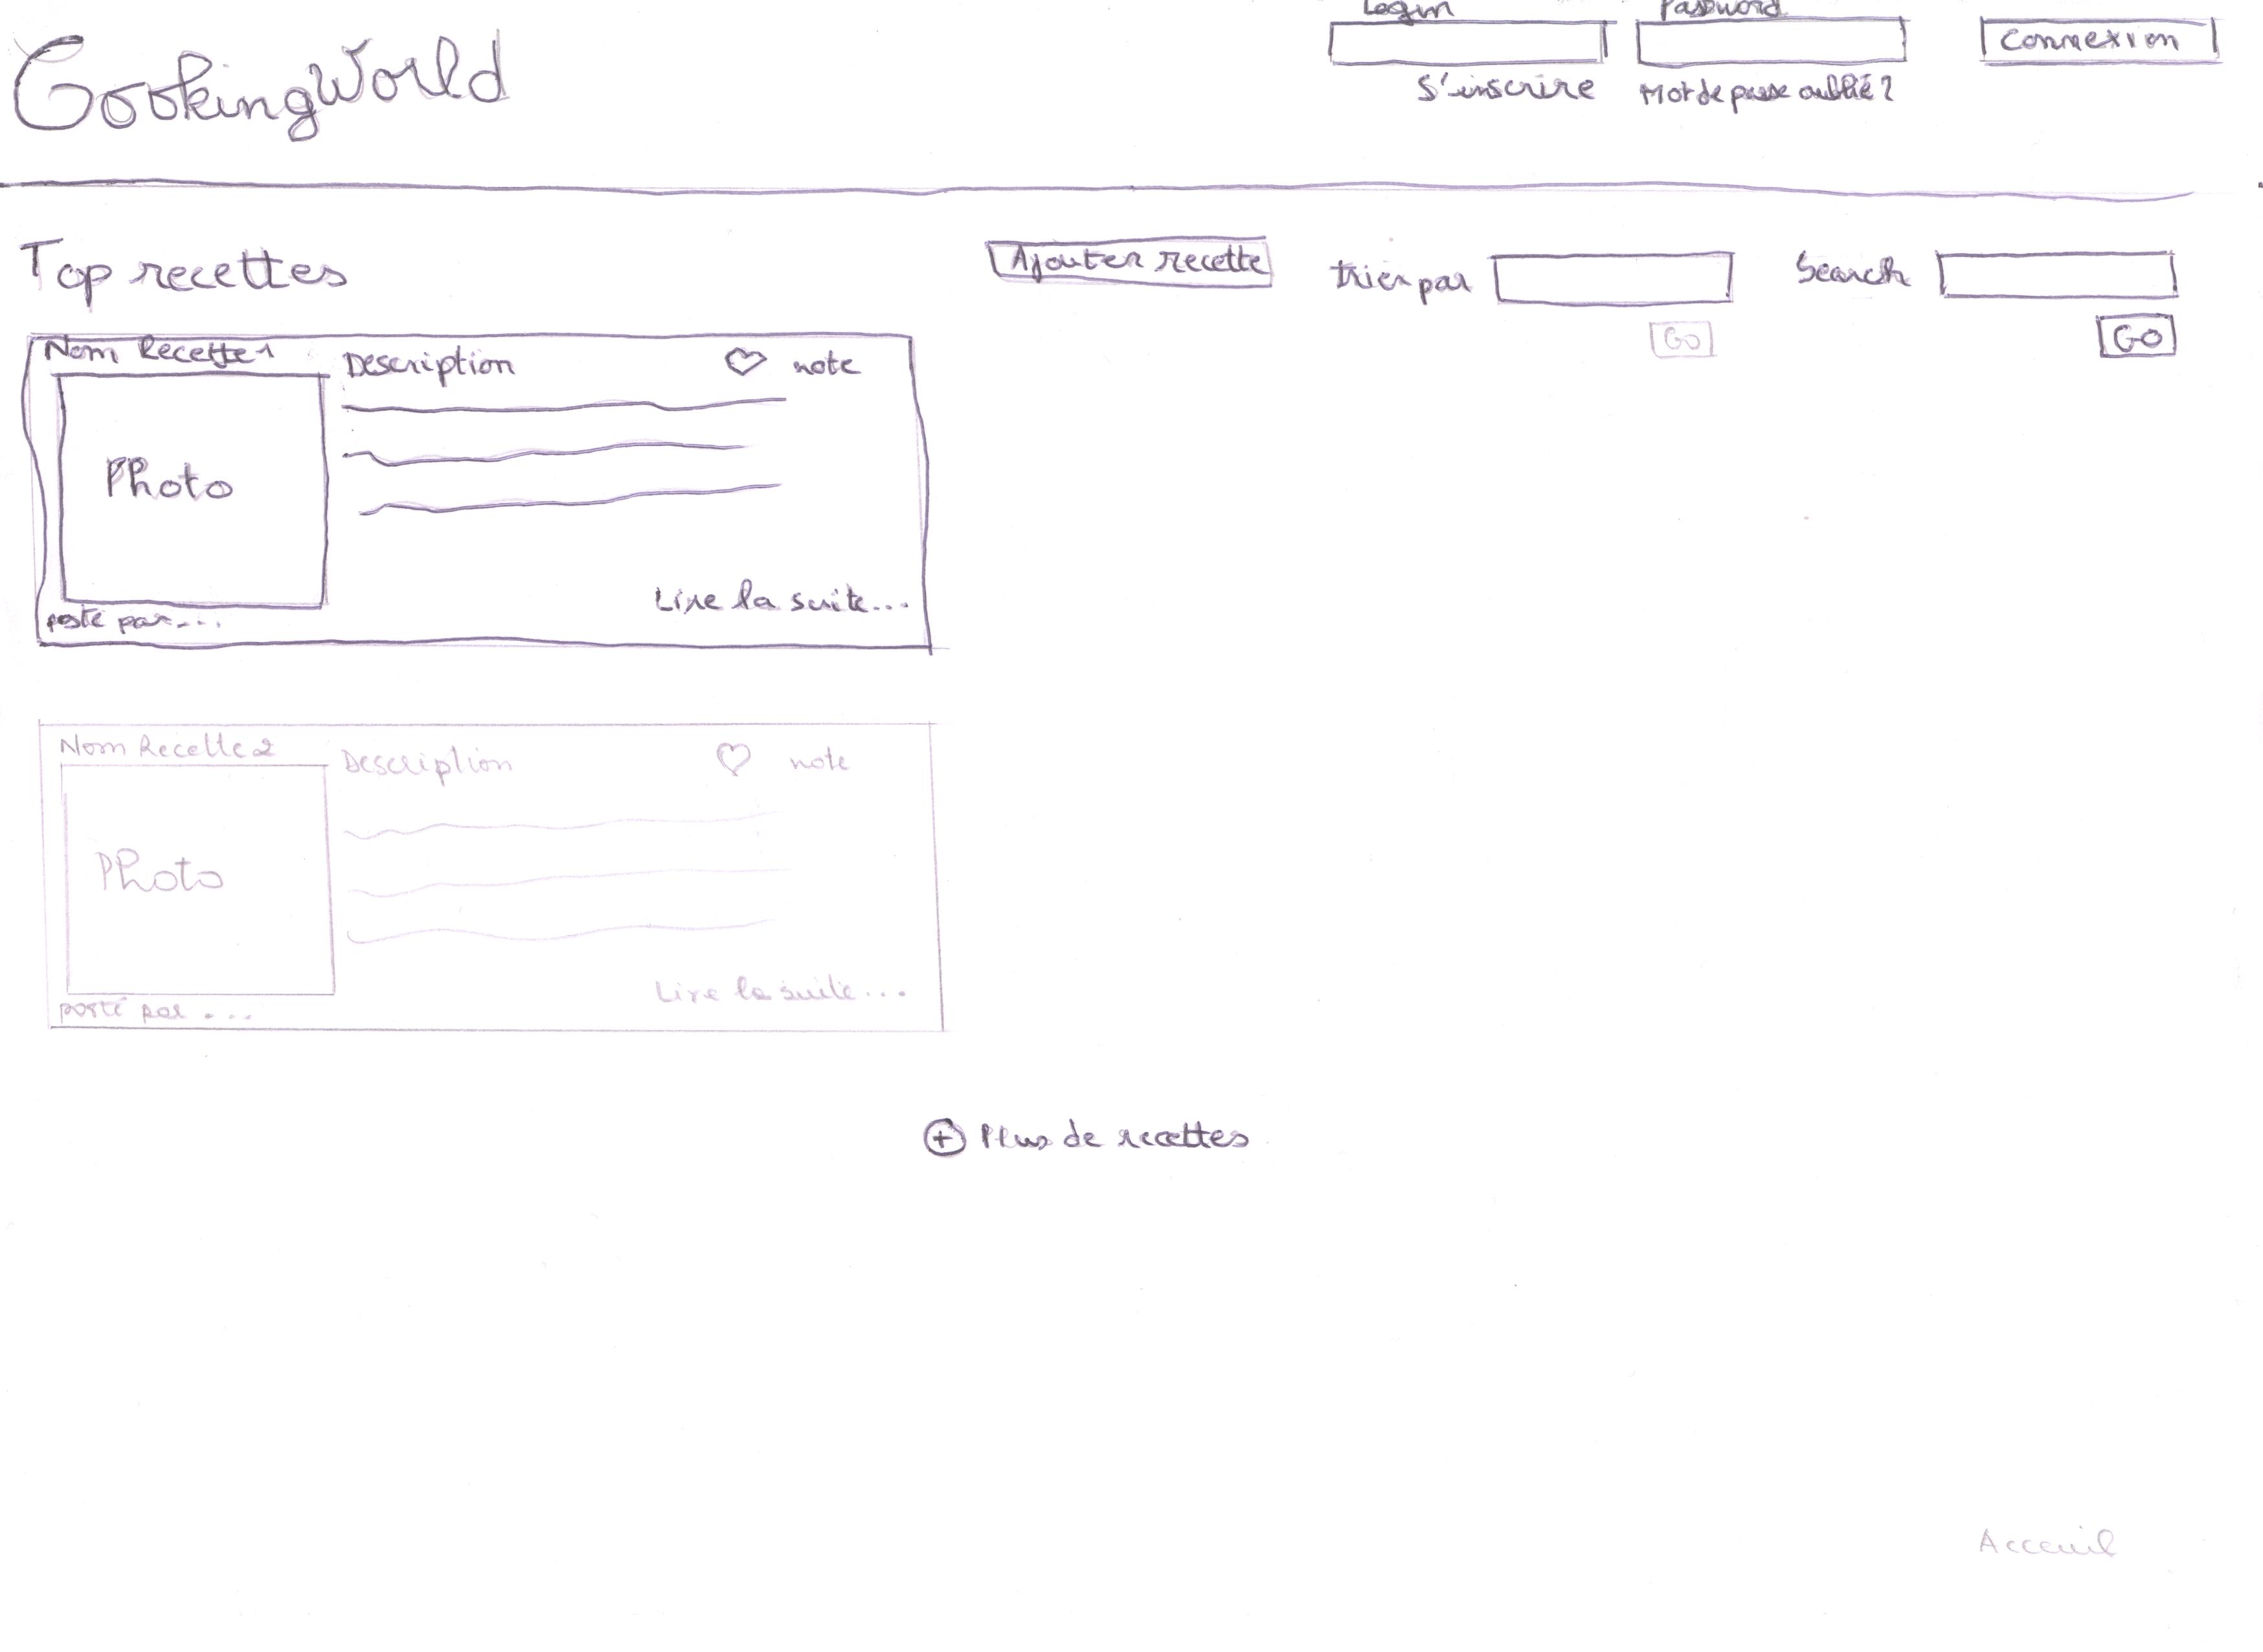 Login Password
CookingWorld Connexion
S'inscrire Mot de passe oublié ?
Top recettes Ajouter recette trier par Search
GO GO
Nom Recette 1
Description note
Photo
Lire la suite...
posté par...
Nom Recette 2
Description note
Photo
Lire la suite...
posté par ...
+ Plus de recettes
Acceuil